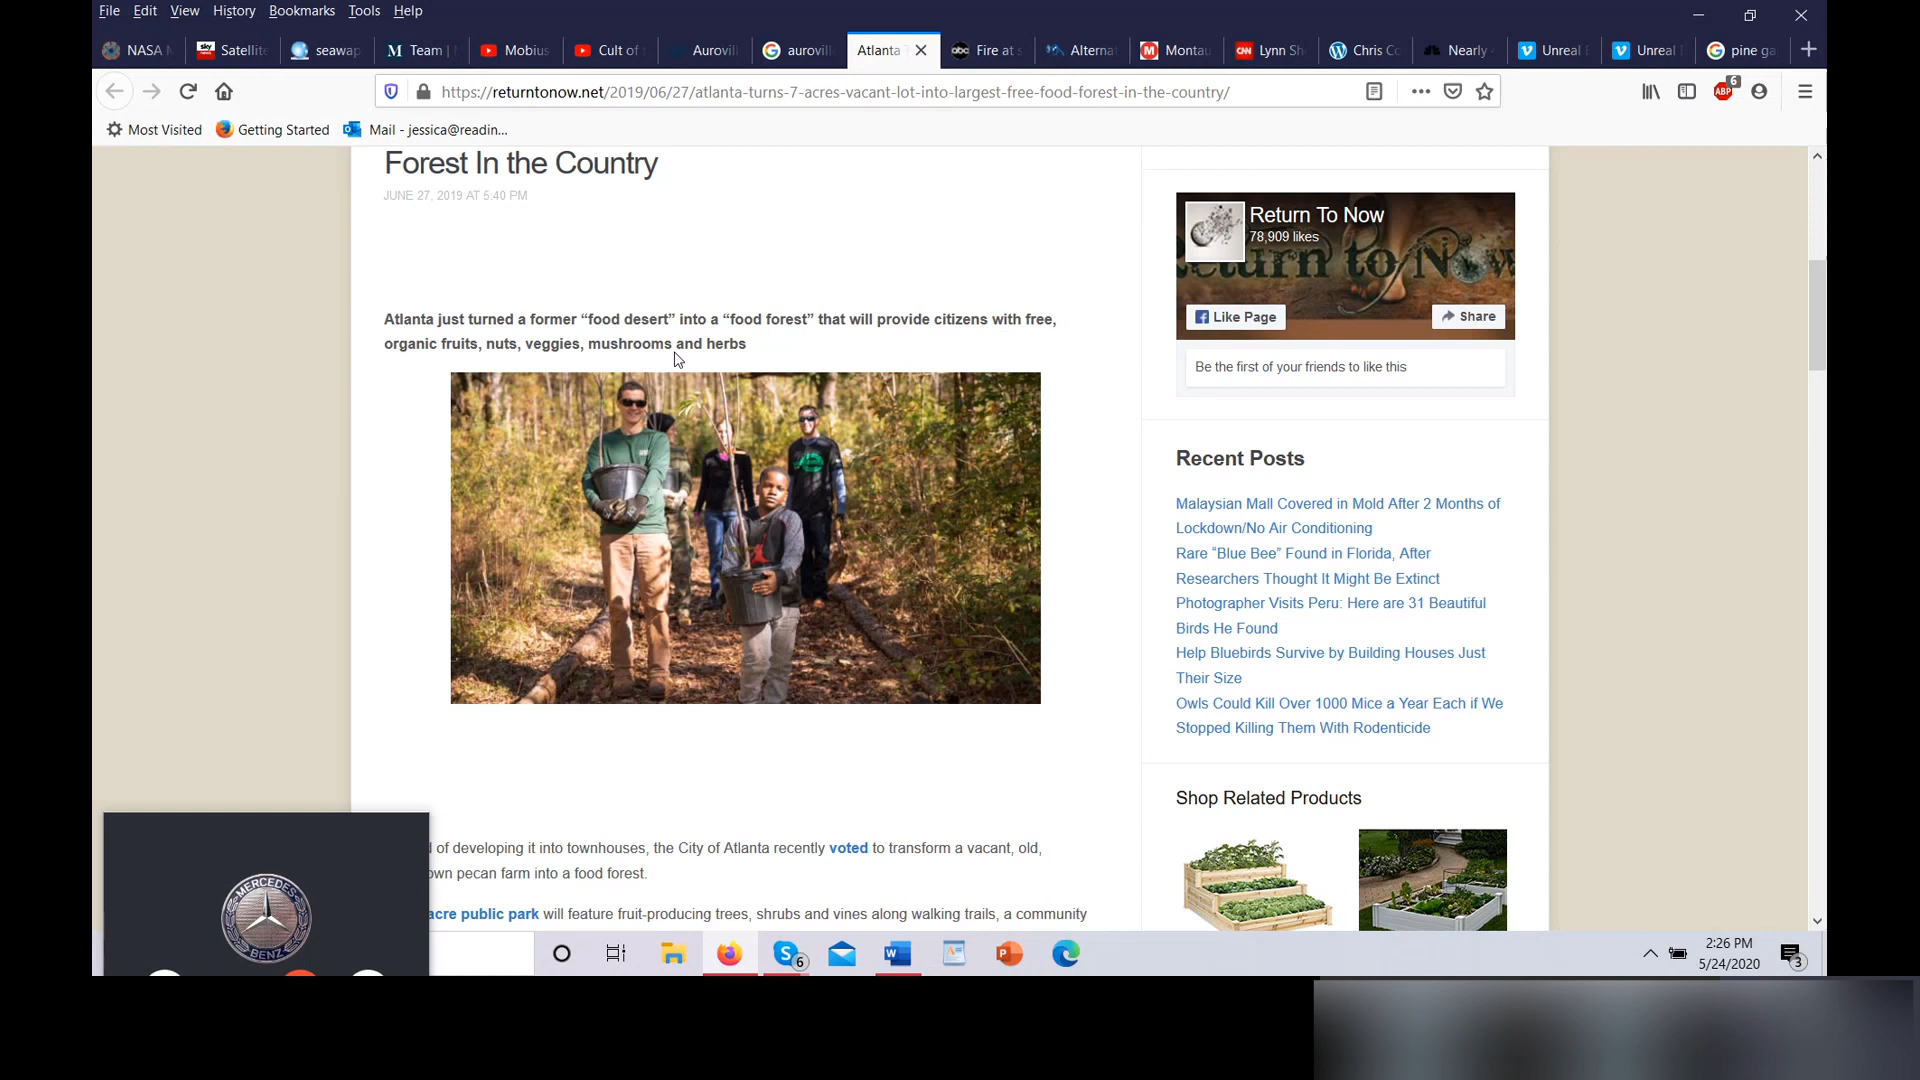 File Edit View History Bookmarks Tools Help
NASA
Satellite
seawap
Team |
Mobius
Cult of
Aurovil
aurovil
Atlanta
Fire at s
Alterna
Montau
Lynn Sh
Chris Co
Nearly
Unreal
Unreal
pine ga
https://returntonow.net/2019/06/27/atlanta-turns-7-acres-vacant-lot-into-largest-free-food-forest-in-the-country/
ABP 6
Most Visited Getting Started Mail - jessica@readin...
Forest In the Country
JUNE 27, 2019 AT 5:40 PM
Atlanta just turned a former “food desert” into a “food forest” that will provide citizens with free,
organic fruits, nuts, veggies, mushrooms and herbs
d of developing it into townhouses, the City of Atlanta recently voted to transform a vacant, old,
own pecan farm into a food forest.
acre public park will feature fruit-producing trees, shrubs and vines along walking trails, a community
Return To Now
78,909 likes
Return to Now
Like Page
Share
Be the first of your friends to like this
Recent Posts
Malaysian Mall Covered in Mold After 2 Months of
Lockdown/No Air Conditioning
Rare “Blue Bee” Found in Florida, After
Researchers Thought It Might Be Extinct
Photographer Visits Peru: Here are 31 Beautiful
Birds He Found
Help Bluebirds Survive by Building Houses Just
Their Size
Owls Could Kill Over 1000 Mice a Year Each if We
Stopped Killing Them With Rodenticide
Shop Related Products
MERCEDES
BENZ
6
2:26 PM
5/24/2020
3